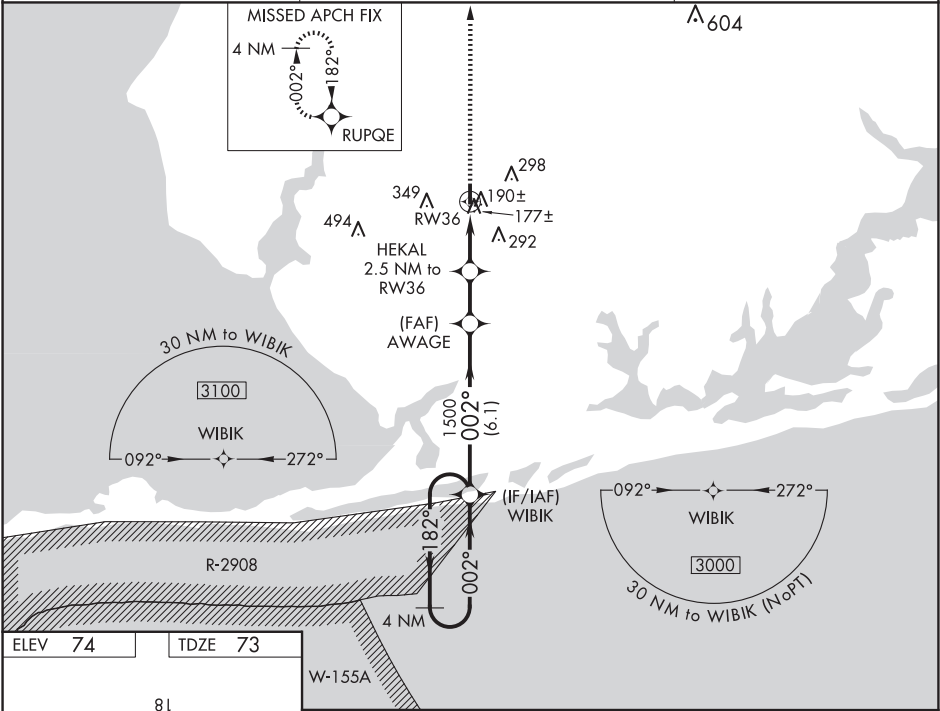 MISSED APCH FIX
4 NM
002°
182°
RUPQE
604
298
349
190±
RW36
177±
494
292
HEKAL
2.5 NM to
RW36
(FAF)
AWAGE
30 NM to WIBIK
3100
WIBIK
092°
272°
1500
002°
(6.1)
(IF/IAF)
WIBIK
182°
002°
4 NM
092°
272°
WIBIK
3000
30 NM to WIBIK (NoPT)
R-2908
W-155A
ELEV 74
TDZE 73
18